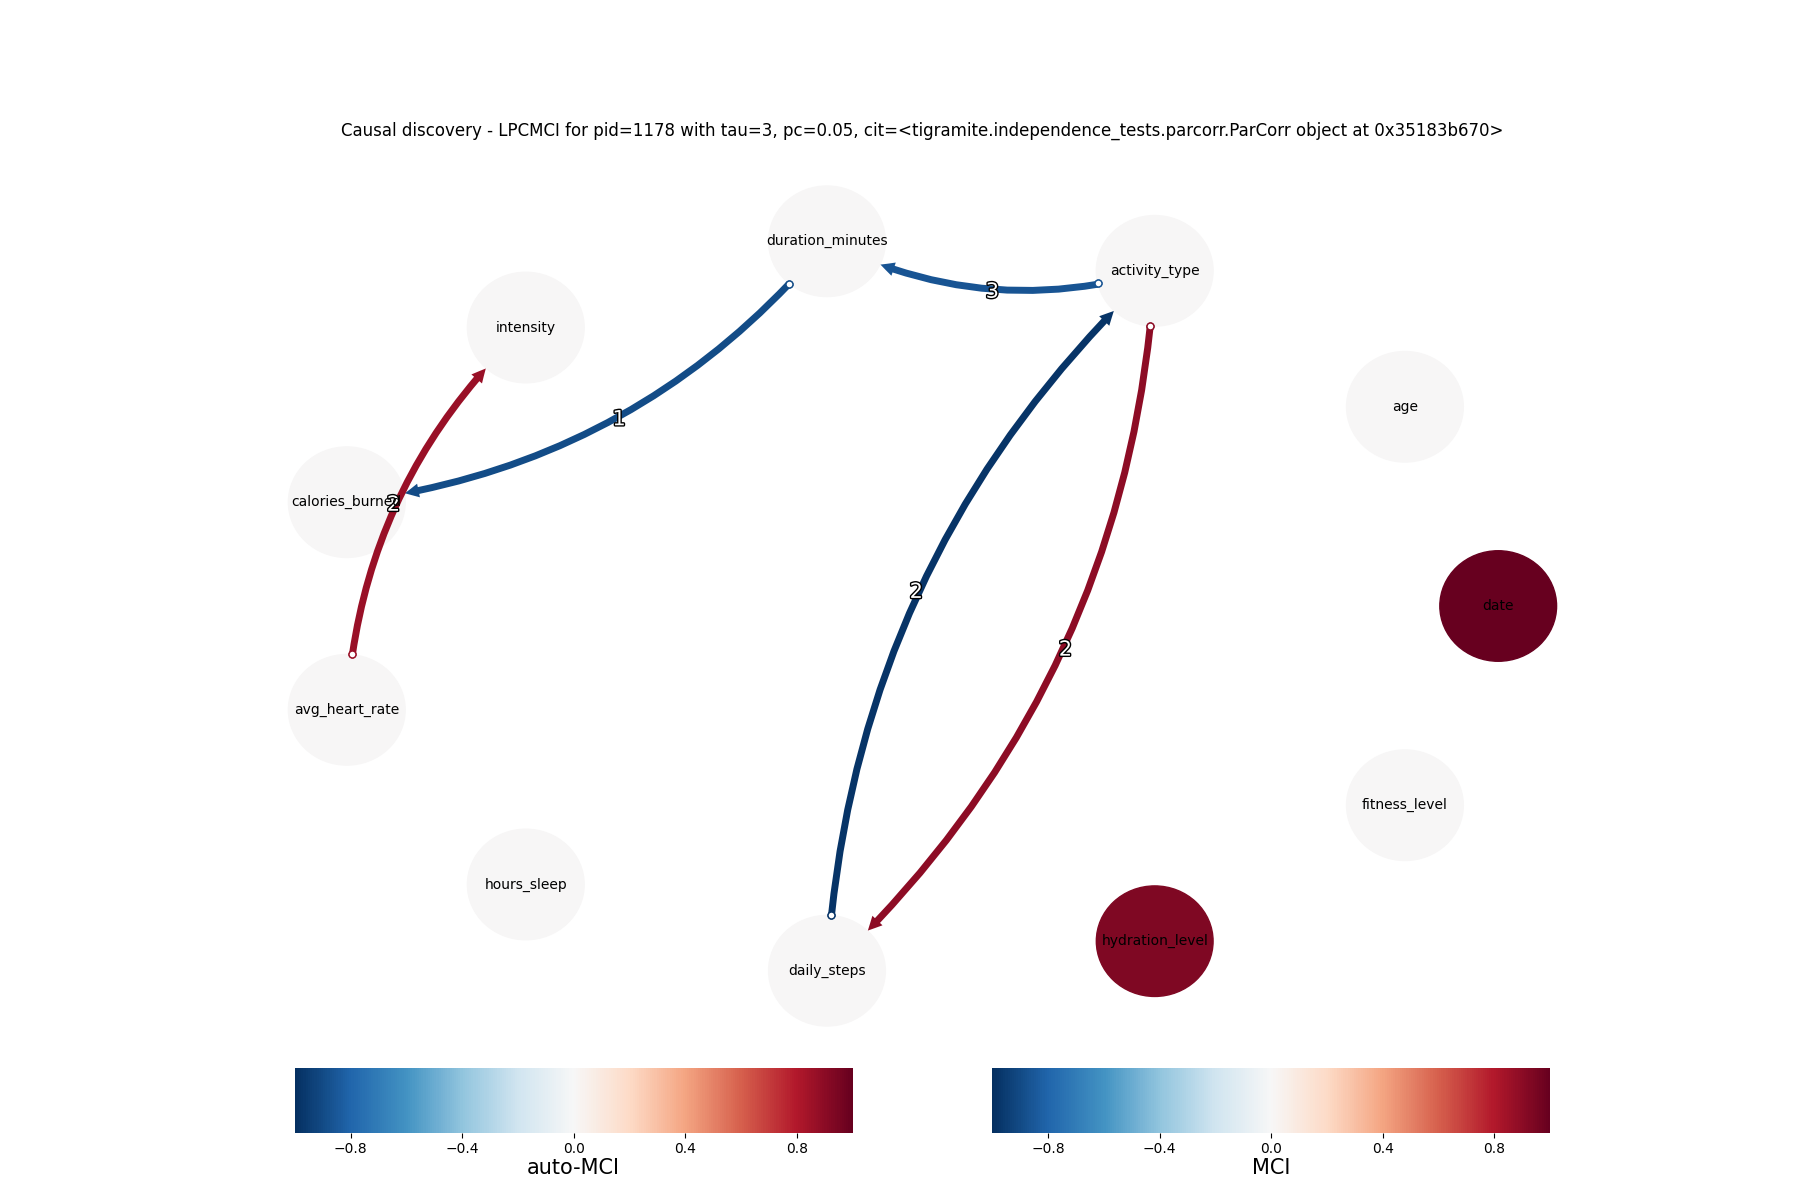 Causal discovery - LPCMCI for pid=1178 with tau=3, pc=0.05, cit=<tigramite.independence_tests.parcorr.ParCorr object at 0x35183b670>
duration_minutes
activity_type
3
intensity
age
1
calories_burned
2
2
date
2
avg_heart_rate
fitness_level
hours_sleep
hydration_level
daily_steps
−0.8 −0.4 0.0 0.4 0.8
auto-MCI
−0.8 −0.4 0.0 0.4 0.8
MCI